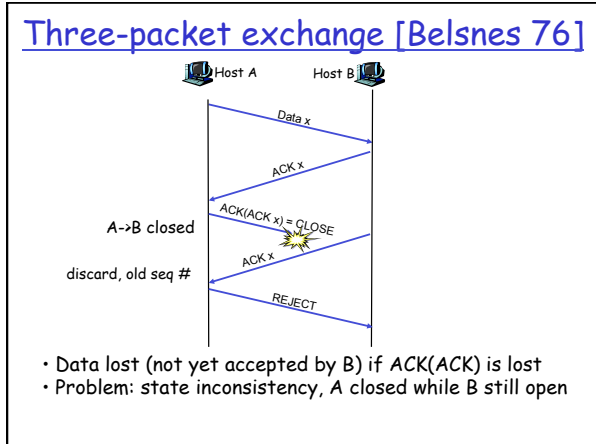 Three-packet exchange [Belsnes 76]
Host A Host B
Data x
ACK x
ACK(ACK x) = CLOSE
A->B closed
ACK x
discard, old seq #
REJECT
• Data lost (not yet accepted by B) if ACK(ACK) is lost
• Problem: state inconsistency, A closed while B still open